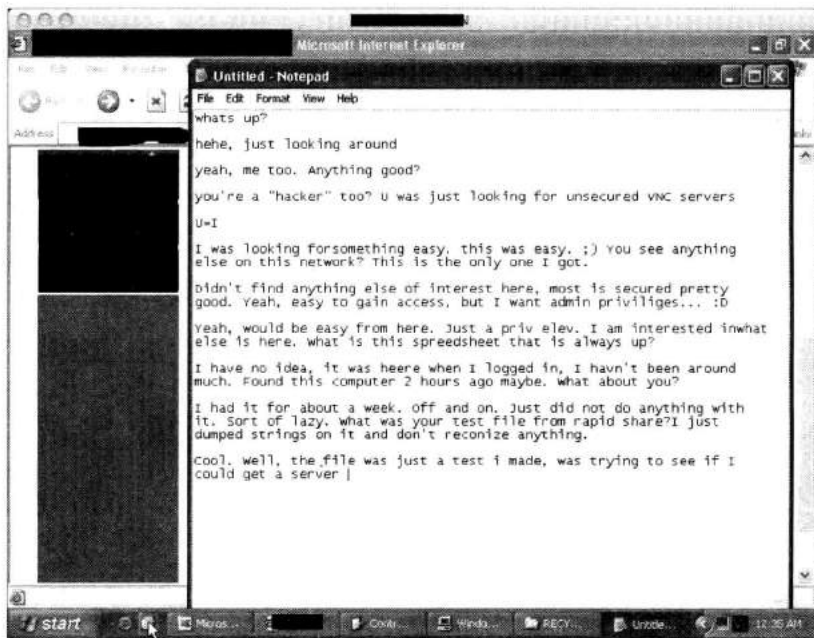 Microsoft Internet Explorer
Untitled - Notepad
File Edit Format View Help
Address
whats up?
hehe, just looking around
yeah, me too. Anything good?
you're a "hacker" too? U was just looking for unsecured VNC servers
U=I
I was looking forsomething easy. this was easy. ;) You see anything
else on this network? This is the only one I got.
Didn't find anything else of interest here, most is secured pretty
good. Yeah, easy to gain access, but I want admin priviliges... :D
Yeah, would be easy from here. Just a priv elev. I am interested inwhat
else is here. what is this spreedsheet that is always up?
I have no idea, it was heere when I logged in, I havn't been around
much. Found this computer 2 hours ago maybe. what about you?
I had it for about a week. off and on. Just did not do anything with
it. Sort of lazy. what was your test file from rapid share?I just
dumped strings on it and don't reconize anything.
Cool. Well, the file was just a test i made, was trying to see if I
could get a server
start Micros... Contr... Windo... RECY... Untitle... 12:35 AM